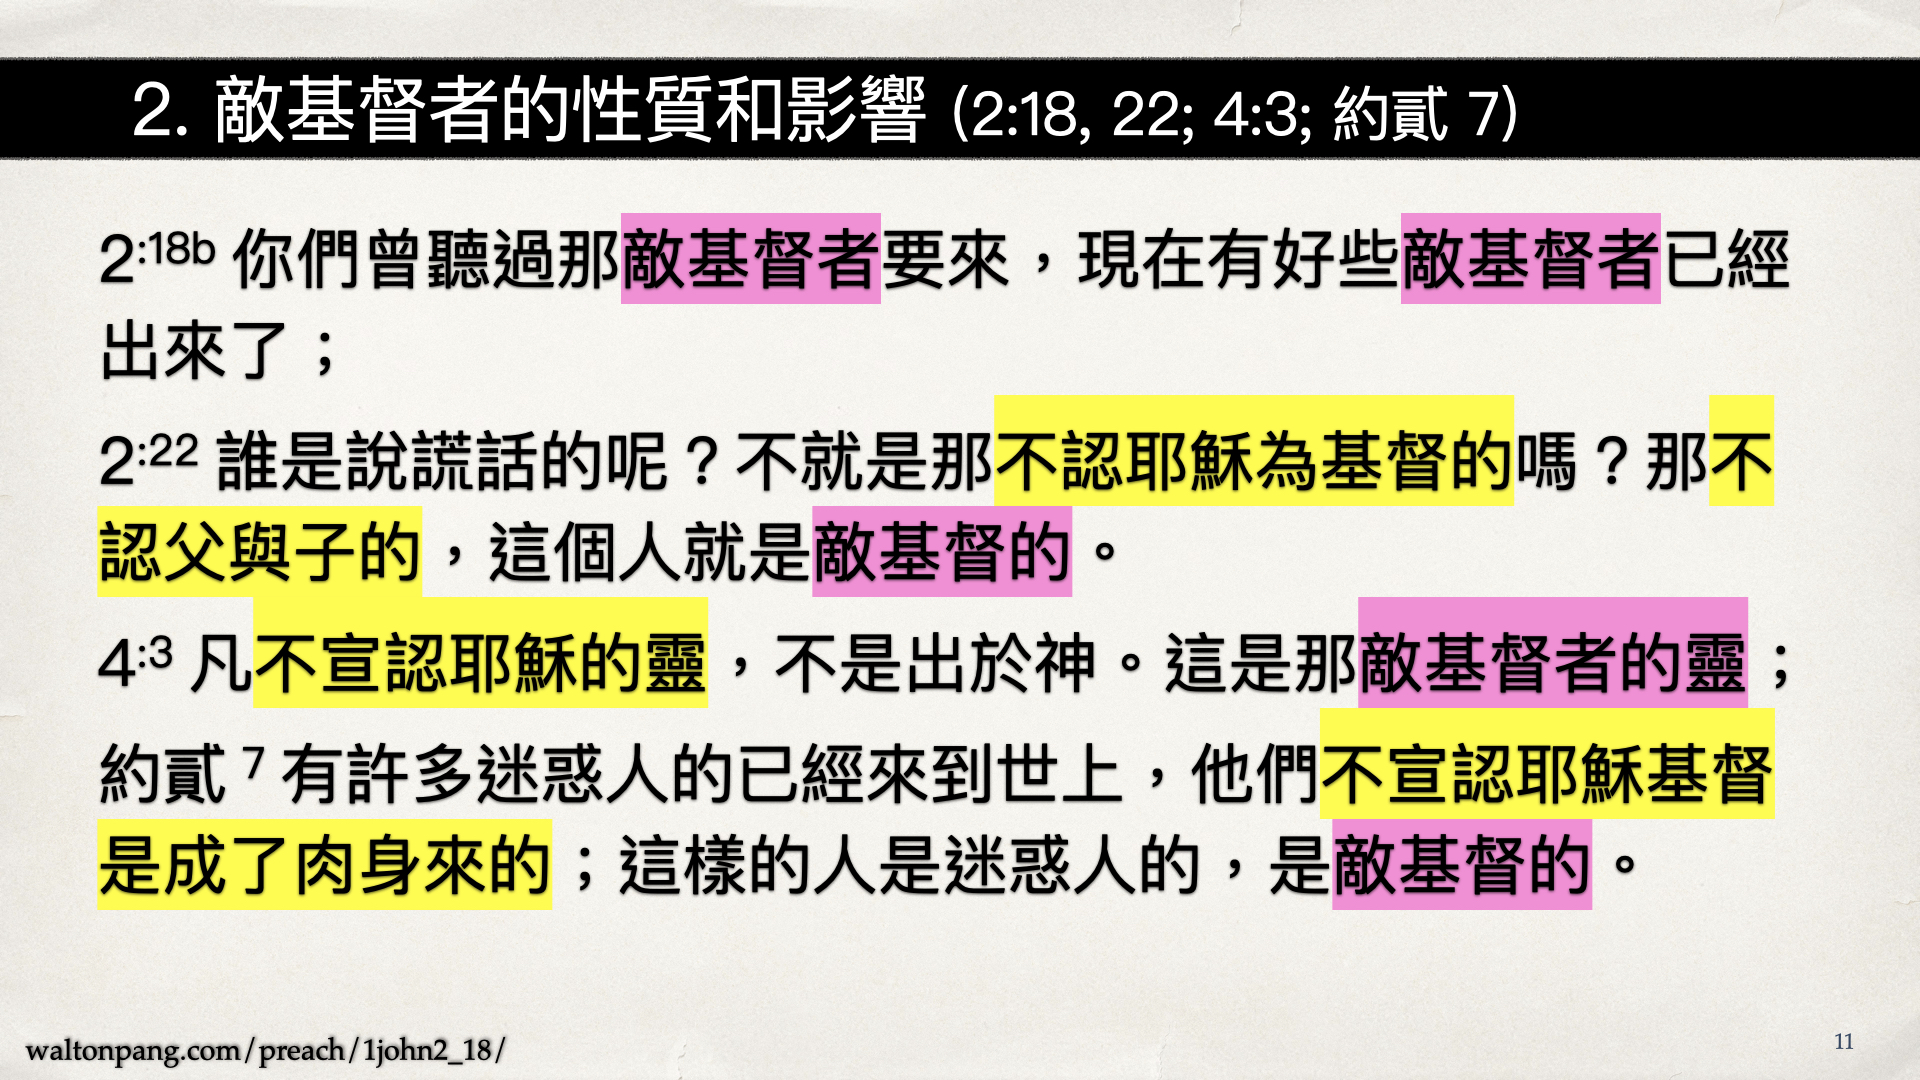 2. 敵基督者的性質和影響 (2:18, 22; 4:3; 約貳 7)
2:18b 你們曾聽過那敵基督者要來，現在有好些敵基督者已經
出來了；
2:22 誰是說謊話的呢？不就是那不認耶穌為基督的嗎？那不
認父與子的，這個人就是敵基督的。
4:3 凡不宣認耶穌的靈，不是出於神。這是那敵基督者的靈；
約貳 7 有許多迷惑人的已經來到世上，他們不宣認耶穌基督
是成了肉身來的；這樣的人是迷惑人的，是敵基督的。
waltonpang.com/preach/1john2_18/
11